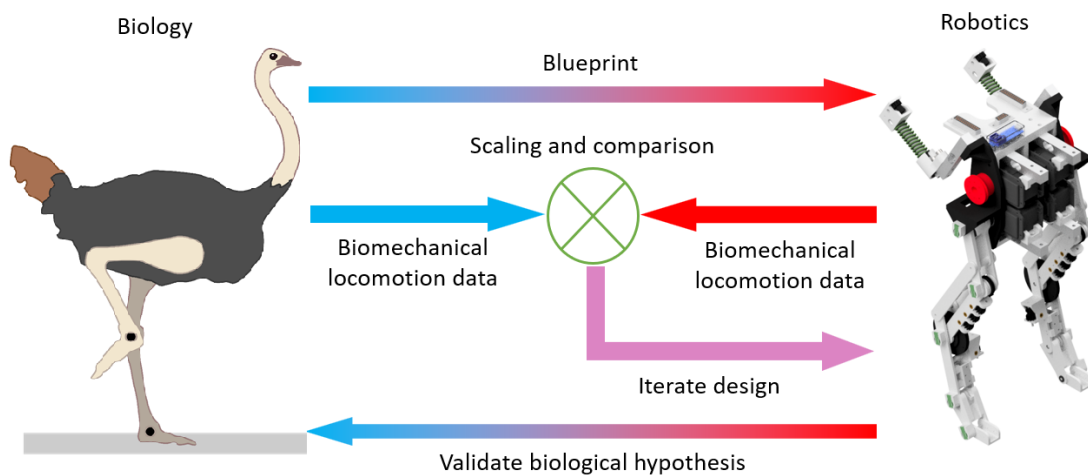 Biology
Robotics
Blueprint
Scaling and comparison
Biomechanical
locomotion data
Biomechanical
locomotion data
Iterate design
Validate biological hypothesis